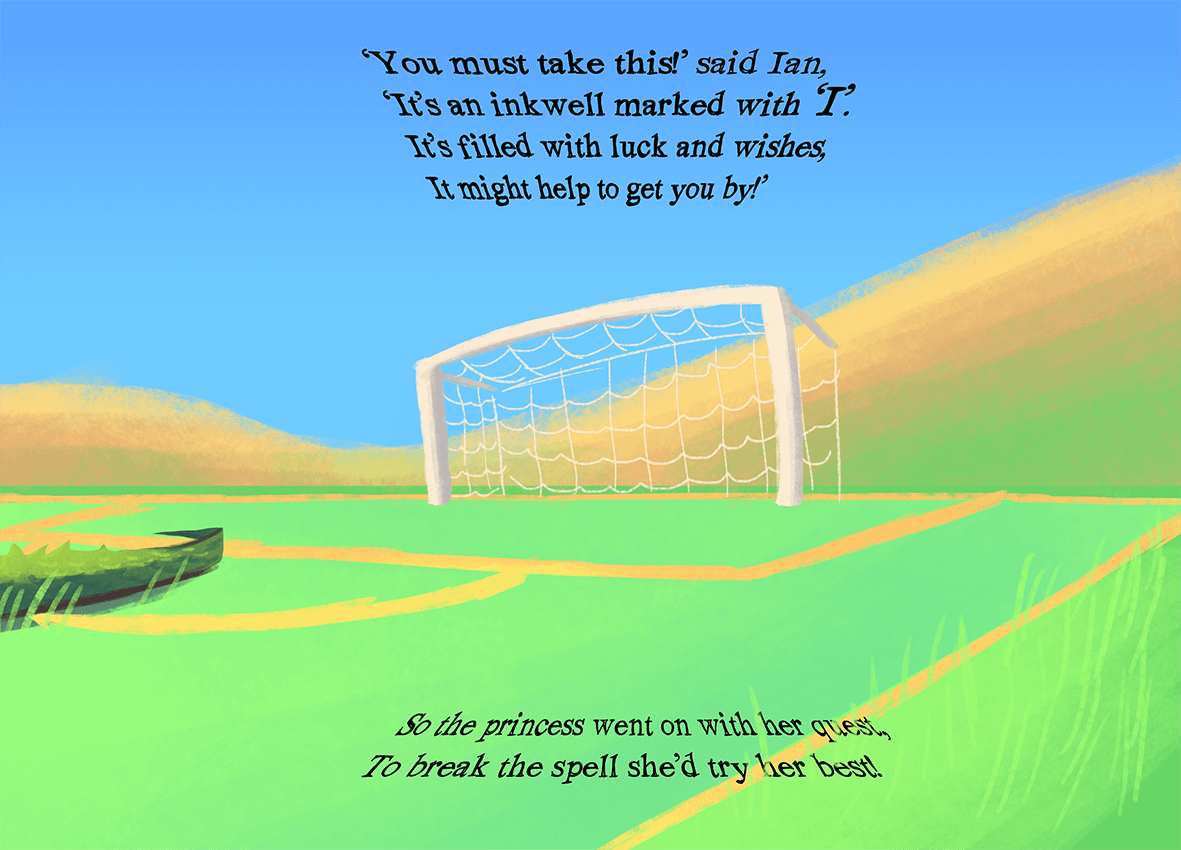 ‘You must take this!’ said Ian,
‘It’s an inkwell marked with ‘I’.
It’s filled with luck and wishes,
It might help to get you by!’
So the princess went on with her quest,
To break the spell she’d try her best!